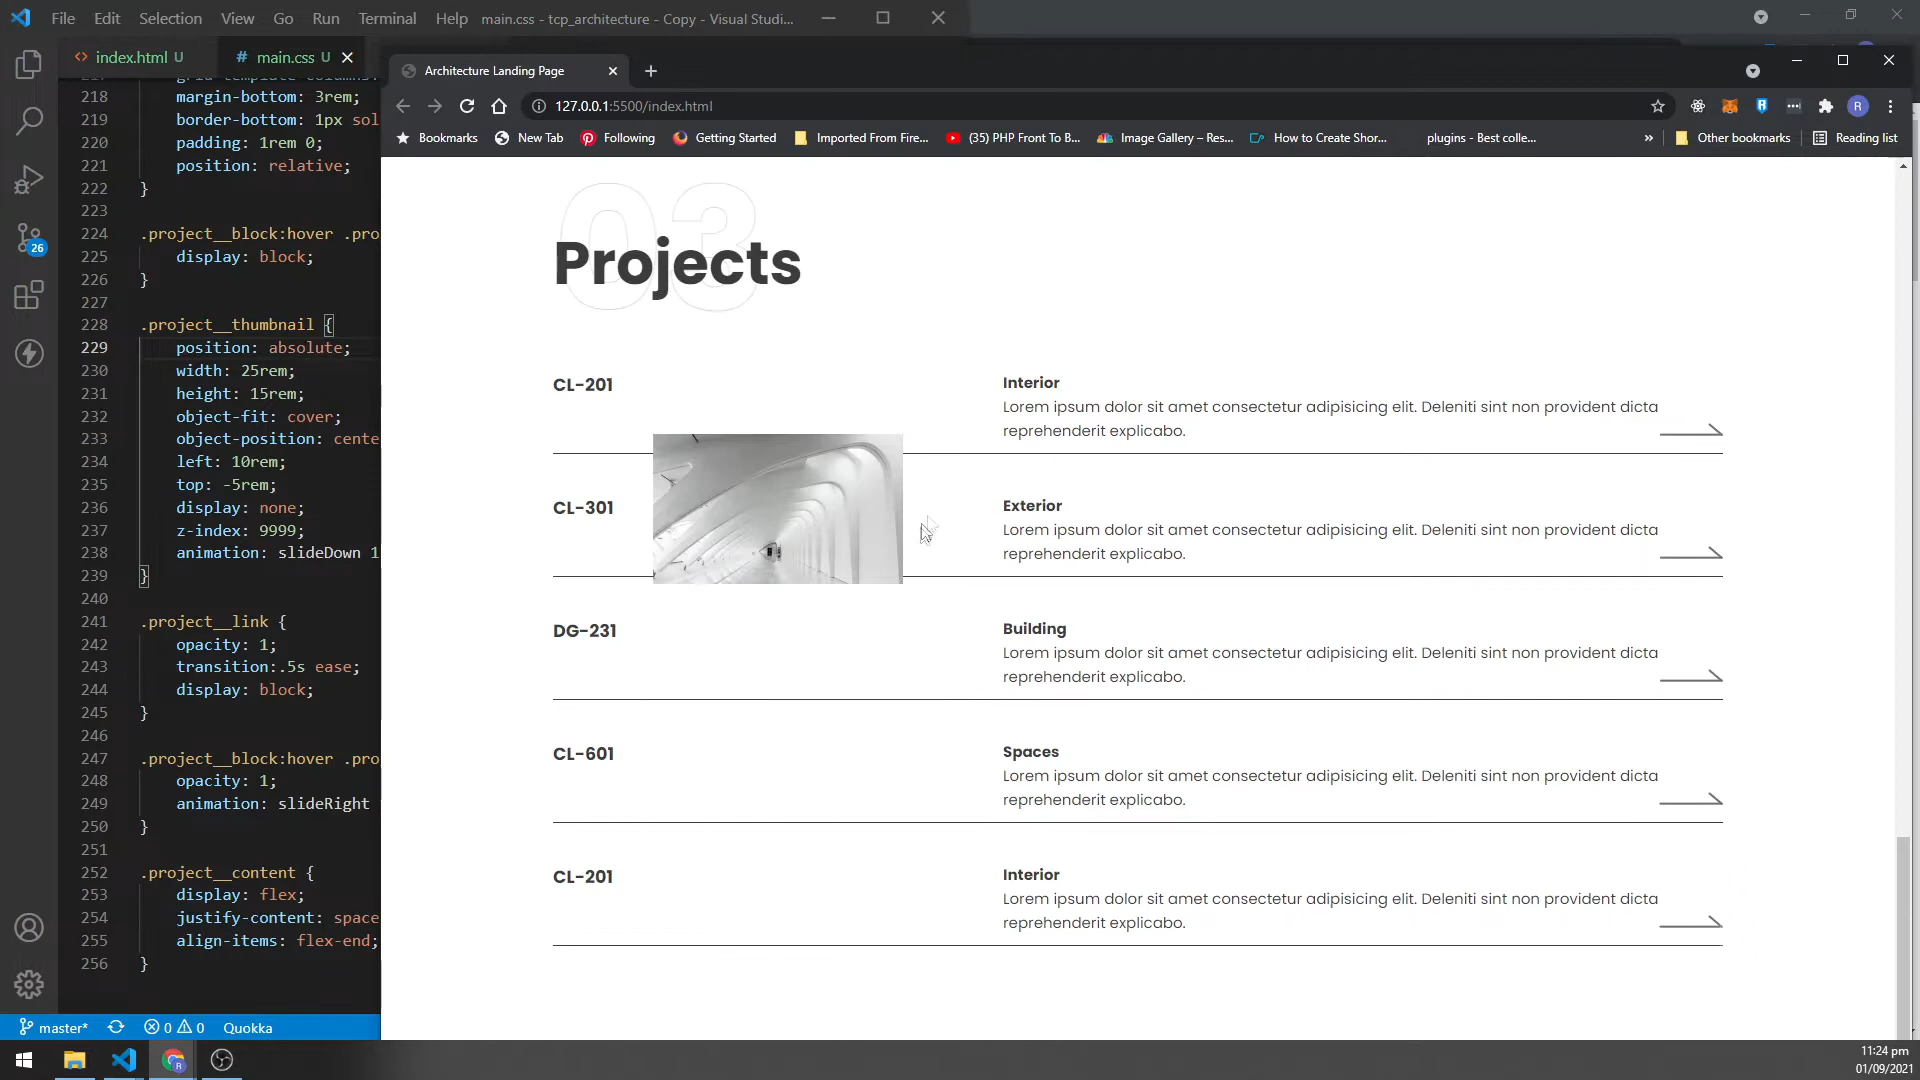 File Edit Selection View Go Run Terminal Help main.css - tcp_architecture - Copy - Visual Studi...
index.html U
main.css U
218 margin-bottom: 3rem;
219 border-bottom: 1px sol
220 padding: 1rem 0;
221 position: relative;
222 }
223
224 .project__block:hover .pro
225 display: block;
226 }
227
228 .project__thumbnail {
229 position: absolute;
230 width: 25rem;
231 height: 15rem;
232 object-fit: cover;
233 object-position: cente
234 left: 10rem;
235 top: -5rem;
236 display: none;
237 z-index: 9999;
238 animation: slideDown 1
239 }
240
241 .project__link {
242 opacity: 1;
243 transition:.5s ease;
244 display: block;
245 }
246
247 .project__block:hover .pro
248 opacity: 1;
249 animation: slideRight
250 }
251
252 .project__content {
253 display: flex;
254 justify-content: space
255 align-items: flex-end;
256 }
26
master* 0 0 Quokka
Architecture Landing Page
127.0.0.1:5500/index.html
R
Bookmarks New Tab Following Getting Started Imported From Fire... (35) PHP Front To B... Image Gallery – Res... How to Create Shor... plugins - Best colle... » Other bookmarks Reading list
03
Projects
CL-201
Interior
Lorem ipsum dolor sit amet consectetur adipisicing elit. Deleniti sint non provident dicta
reprehenderit explicabo.
CL-301
Exterior
Lorem ipsum dolor sit amet consectetur adipisicing elit. Deleniti sint non provident dicta
reprehenderit explicabo.
DG-231
Building
Lorem ipsum dolor sit amet consectetur adipisicing elit. Deleniti sint non provident dicta
reprehenderit explicabo.
CL-601
Spaces
Lorem ipsum dolor sit amet consectetur adipisicing elit. Deleniti sint non provident dicta
reprehenderit explicabo.
CL-201
Interior
Lorem ipsum dolor sit amet consectetur adipisicing elit. Deleniti sint non provident dicta
reprehenderit explicabo.
11:24 pm
01/09/2021